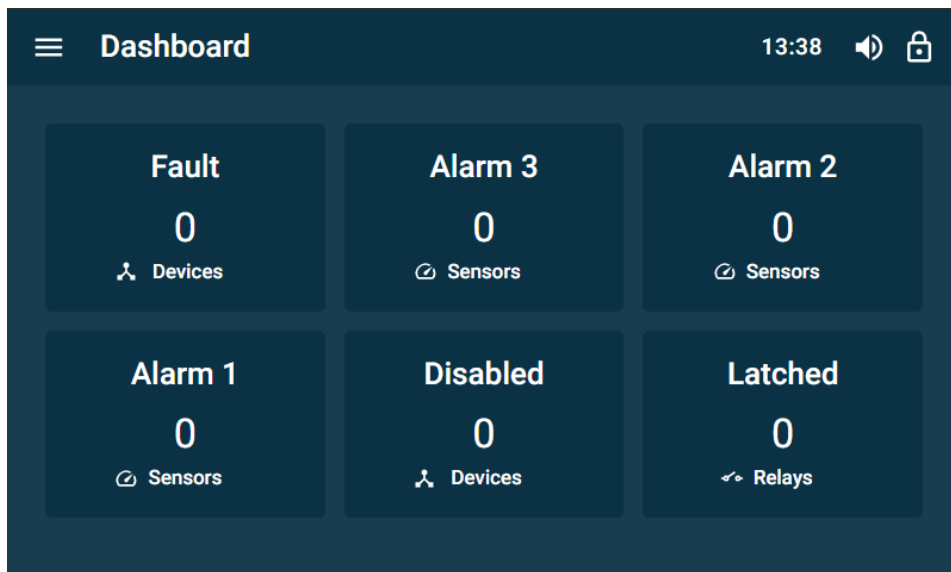 Dashboard 13:38
Fault
0
Devices
Alarm 3
0
Sensors
Alarm 2
0
Sensors
Alarm 1
0
Sensors
Disabled
0
Devices
Latched
0
Relays